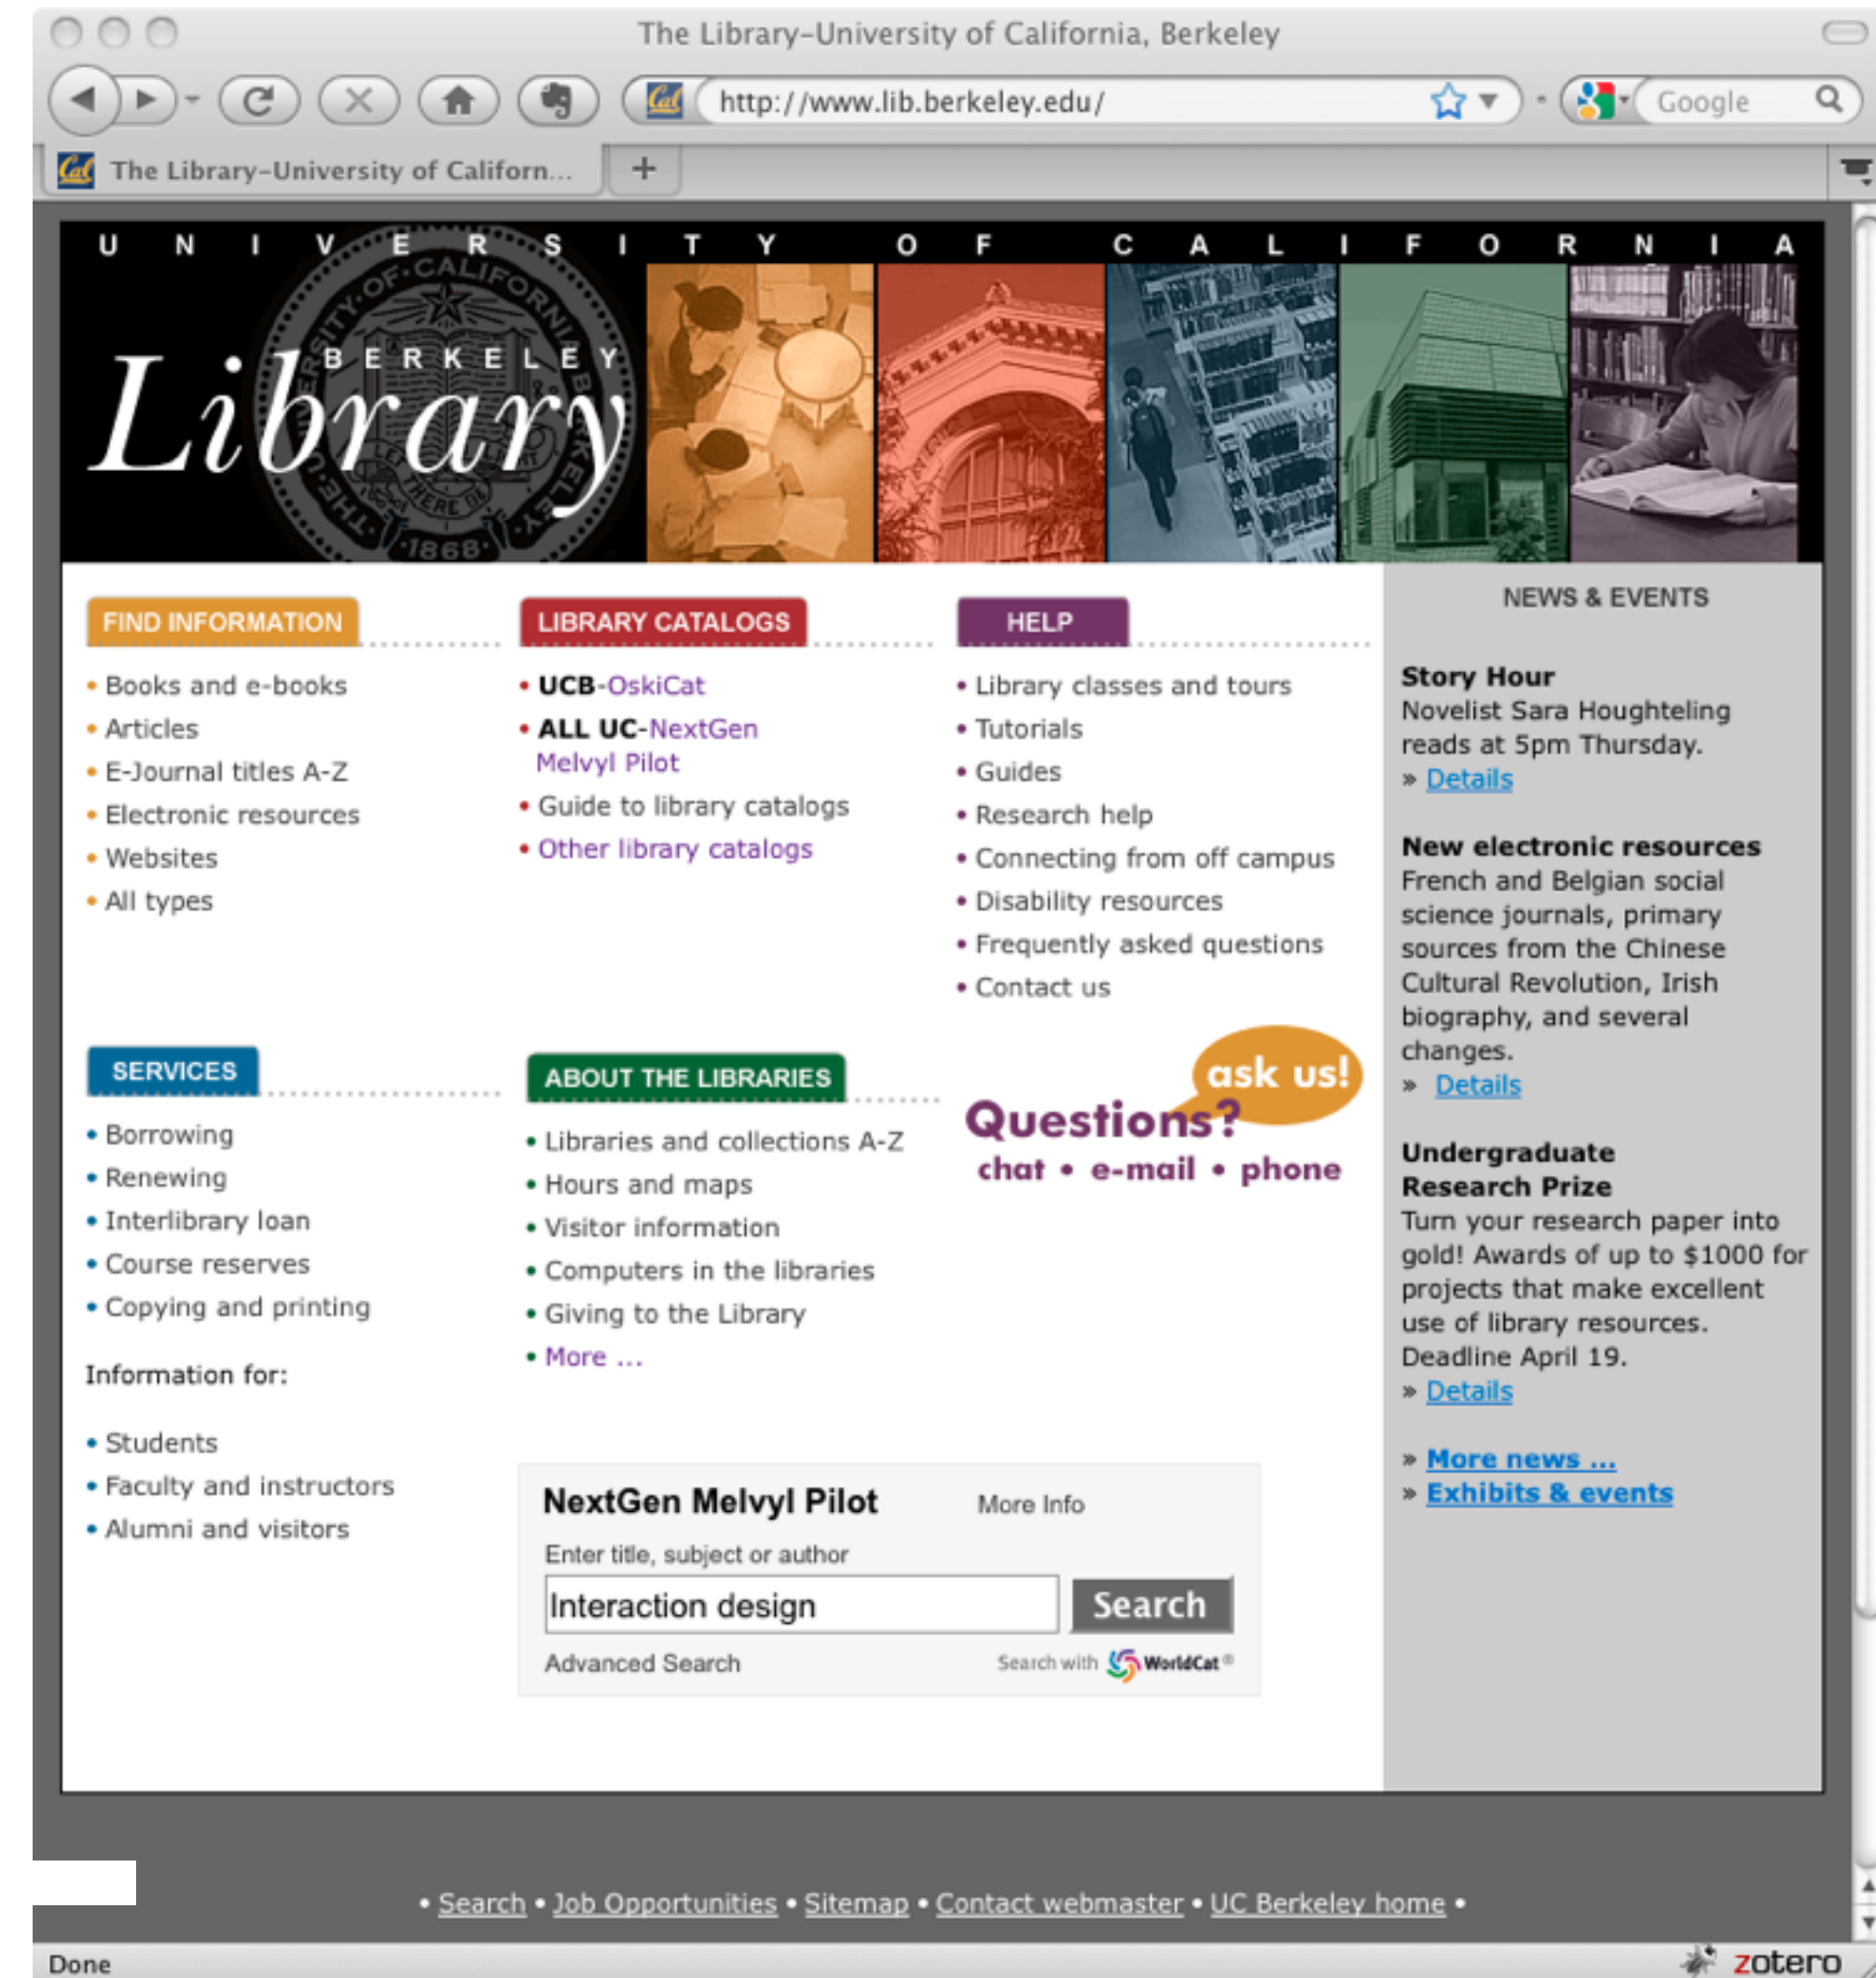 The Library–University of California, Berkeley
http://www.lib.berkeley.edu/
Google
The Library–University of Californ...
UNIVERSITY OF CALIFORNIA
BERKELEY
Library
1868
FIND INFORMATION
• Books and e-books
• Articles
• E-Journal titles A-Z
• Electronic resources
• Websites
• All types
LIBRARY CATALOGS
• UCB-OskiCat
• ALL UC-NextGen
Melvyl Pilot
• Guide to library catalogs
• Other library catalogs
HELP
• Library classes and tours
• Tutorials
• Guides
• Research help
• Connecting from off campus
• Disability resources
• Frequently asked questions
• Contact us
SERVICES
• Borrowing
• Renewing
• Interlibrary loan
• Course reserves
• Copying and printing
Information for:
• Students
• Faculty and instructors
• Alumni and visitors
ABOUT THE LIBRARIES
• Libraries and collections A-Z
• Hours and maps
• Visitor information
• Computers in the libraries
• Giving to the Library
• More ...
ask us!
Questions?
chat • e-mail • phone
NextGen Melvyl Pilot More Info
Enter title, subject or author
Interaction design Search
Advanced Search Search with WorldCat®
NEWS & EVENTS
Story Hour
Novelist Sara Houghteling
reads at 5pm Thursday.
» Details
New electronic resources
French and Belgian social
science journals, primary
sources from the Chinese
Cultural Revolution, Irish
biography, and several
changes.
» Details
Undergraduate
Research Prize
Turn your research paper into
gold! Awards of up to $1000 for
projects that make excellent
use of library resources.
Deadline April 19.
» Details
» More news ...
» Exhibits & events
• Search • Job Opportunities • Sitemap • Contact webmaster • UC Berkeley home •
Done
zotero